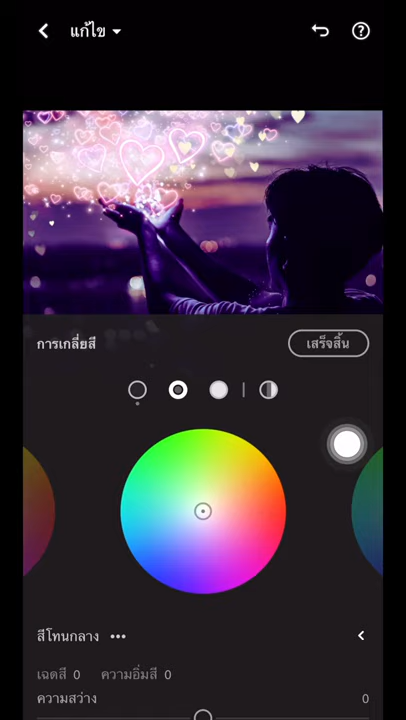 แก้ไข
การเกลี่ยสี
เสร็จสิ้น
สีโทนกลาง •••
เฉดสี 0 ความอิ่มสี 0
ความสว่าง 0